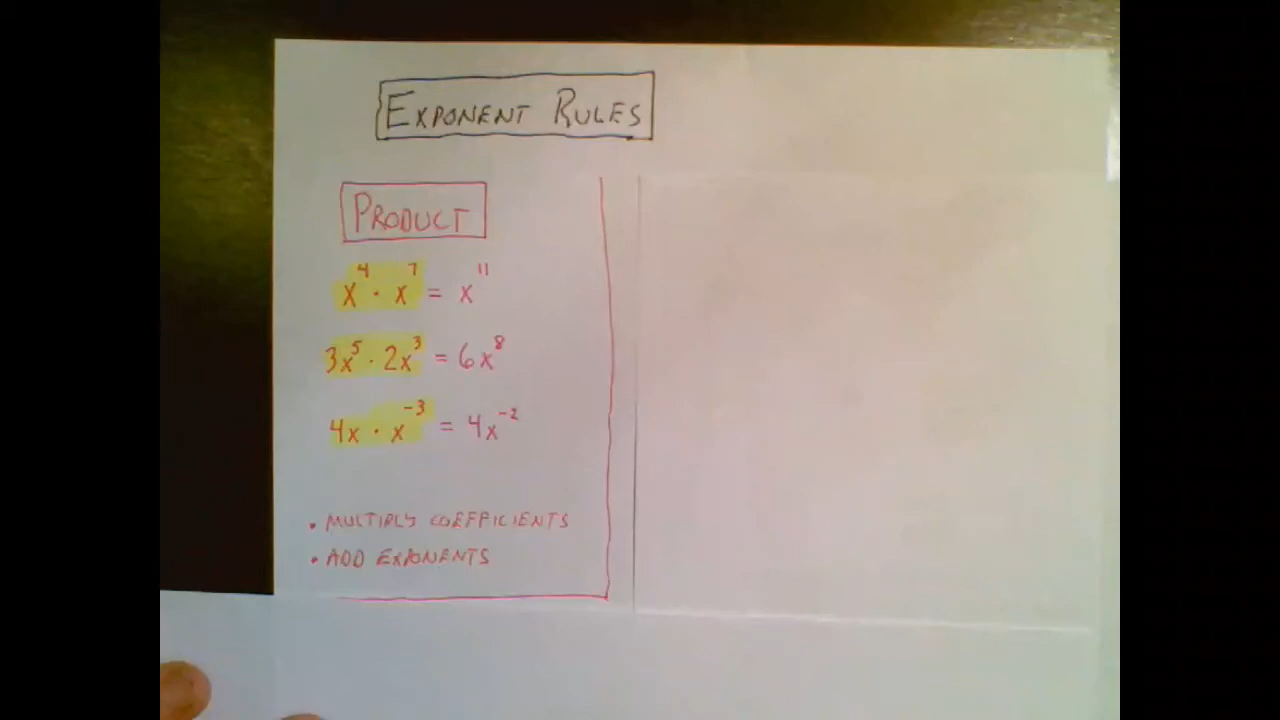 EXPONENT RULES
PRODUCT
x⁴ · x⁷ = x¹¹
3x⁵ · 2x³ = 6x⁸
4x · x⁻³ = 4x⁻²
• MULTIPLY COEFFICIENTS
• ADD EXPONENTS